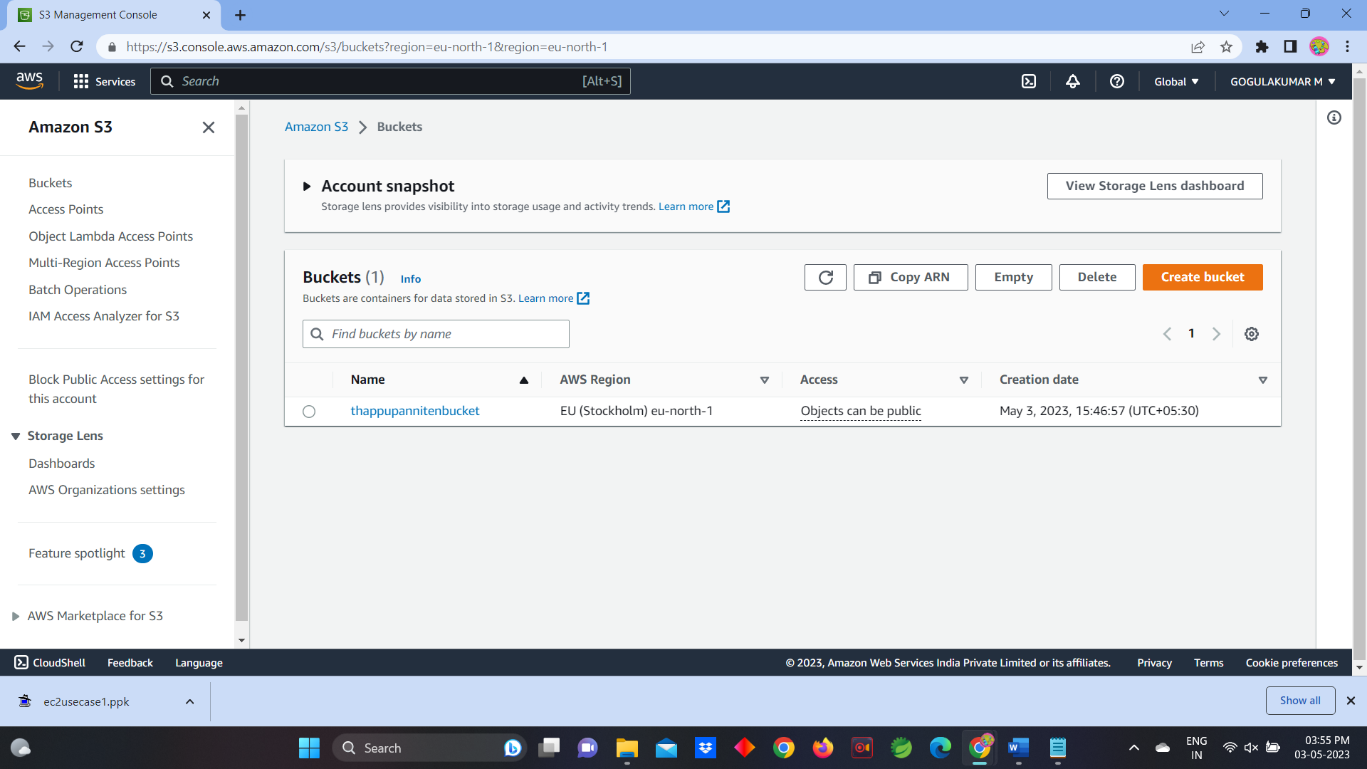 S3 Management Console
https://s3.console.aws.amazon.com/s3/buckets?region=eu-north-1&region=eu-north-1
aws Services Search [Alt+S] Global GOGULAKUMAR M
Amazon S3
Buckets
Access Points
Object Lambda Access Points
Multi-Region Access Points
Batch Operations
IAM Access Analyzer for S3
Block Public Access settings for
this account
Storage Lens
Dashboards
AWS Organizations settings
Feature spotlight 3
AWS Marketplace for S3
Amazon S3 > Buckets
Account snapshot View Storage Lens dashboard
Storage lens provides visibility into storage usage and activity trends. Learn more
Buckets (1) Info Copy ARN Empty Delete Create bucket
Buckets are containers for data stored in S3. Learn more
Find buckets by name 1
Name AWS Region Access Creation date
thappupannitenbucket EU (Stockholm) eu-north-1 Objects can be public May 3, 2023, 15:46:57 (UTC+05:30)
CloudShell Feedback Language © 2023, Amazon Web Services India Private Limited or its affiliates. Privacy Terms Cookie preferences
ec2usecase1.ppk Show all
Search ENG 03:55 PM
IN 03-05-2023